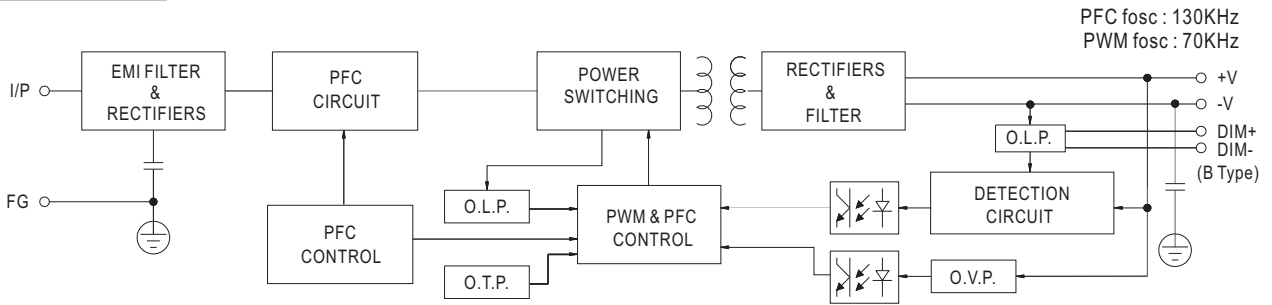 PFC fosc : 130KHz
PWM fosc : 70KHz
I/P
EMI FILTER
&
RECTIFIERS
PFC
CIRCUIT
POWER
SWITCHING
RECTIFIERS
&
FILTER
+V
-V
O.L.P.
DIM+
DIM-
(B Type)
FG
O.L.P.
DETECTION
CIRCUIT
PFC
CONTROL
PWM & PFC
CONTROL
O.T.P.
O.V.P.